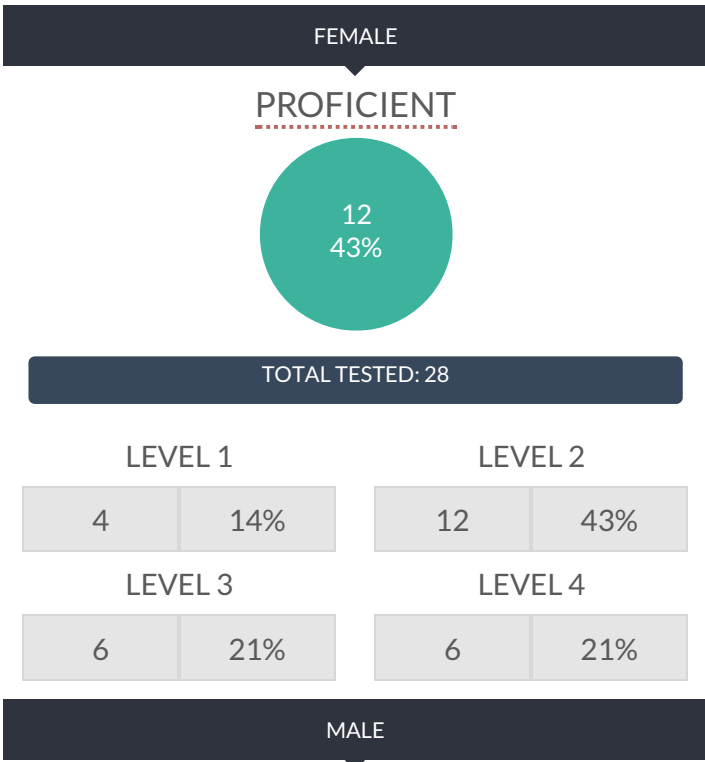 FEMALE
PROFICIENT
12
43%
TOTAL TESTED: 28
LEVEL 1
4 14%
LEVEL 2
12 43%
LEVEL 3
6 21%
LEVEL 4
6 21%
MALE